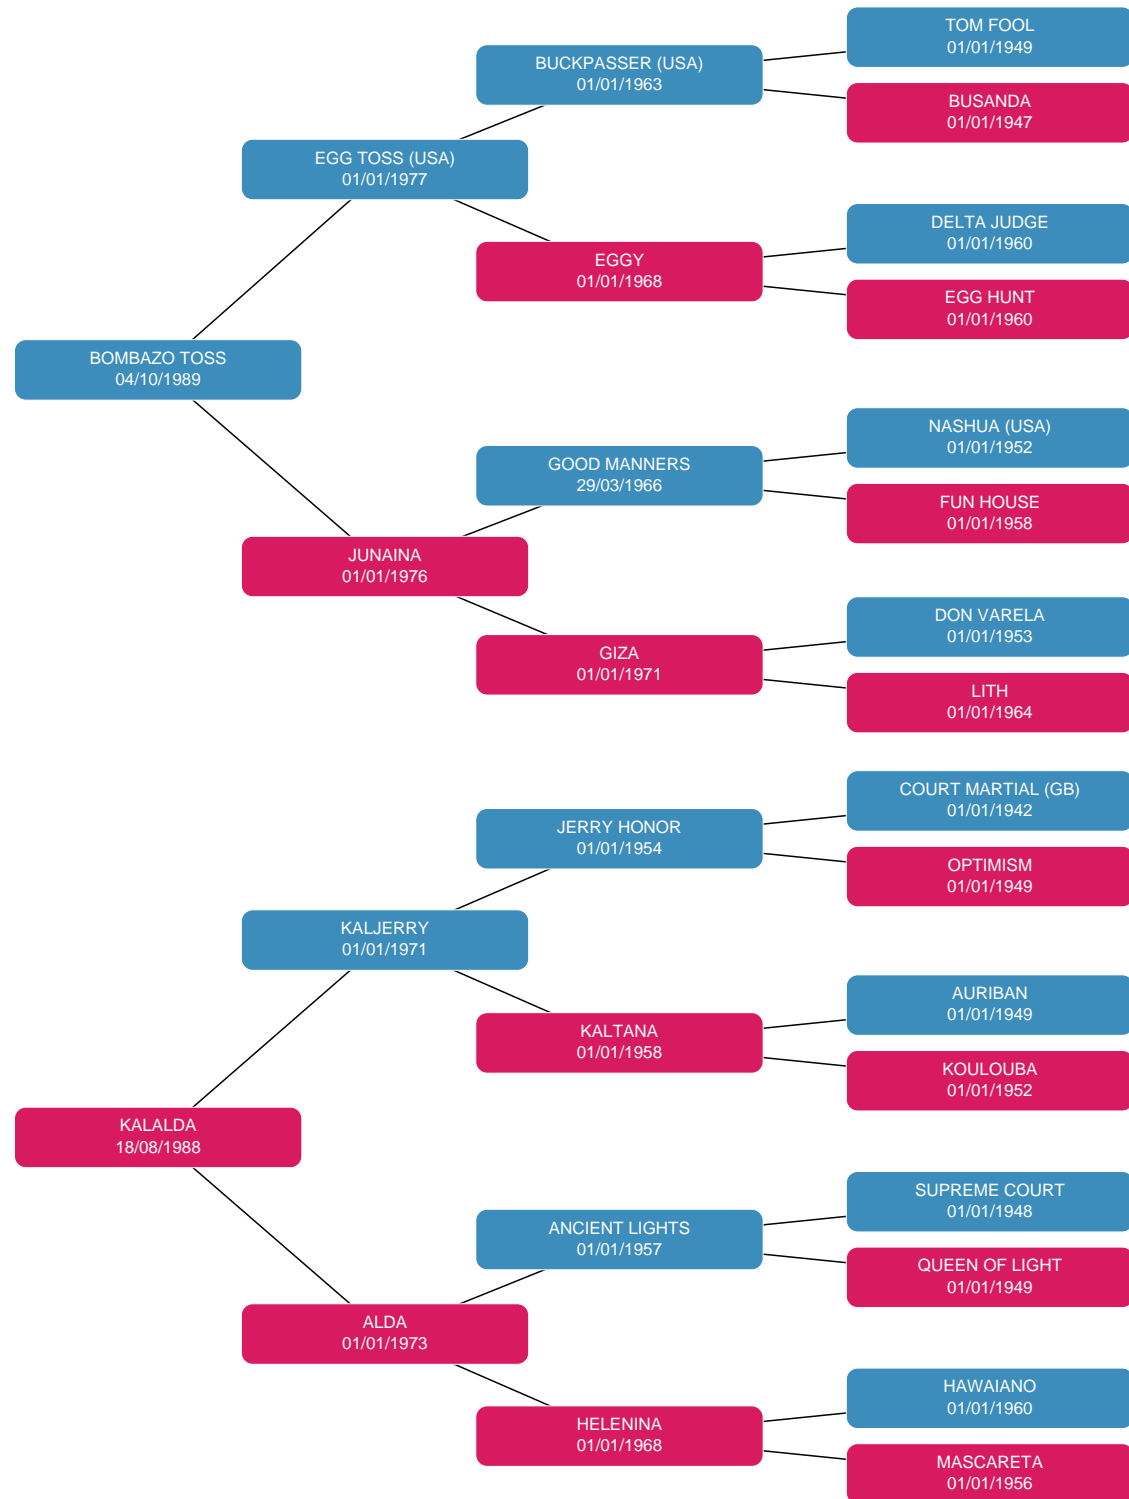 TOM FOOL
01/01/1949
BUCKPASSER (USA)
01/01/1963
BUSANDA
01/01/1947
EGG TOSS (USA)
01/01/1977
DELTA JUDGE
01/01/1960
EGGY
01/01/1968
EGG HUNT
01/01/1960
BOMBAZO TOSS
04/10/1989
NASHUA (USA)
01/01/1952
GOOD MANNERS
29/03/1966
FUN HOUSE
01/01/1958
JUNAINA
01/01/1976
DON VARELA
01/01/1953
GIZA
01/01/1971
LITH
01/01/1964
COURT MARTIAL (GB)
01/01/1942
JERRY HONOR
01/01/1954
OPTIMISM
01/01/1949
KALJERRY
01/01/1971
AURIBAN
01/01/1949
KALTANA
01/01/1958
KOULOUBA
01/01/1952
KALALDA
18/08/1988
SUPREME COURT
01/01/1948
ANCIENT LIGHTS
01/01/1957
QUEEN OF LIGHT
01/01/1949
ALDA
01/01/1973
HAWAIANO
01/01/1960
HELENINA
01/01/1968
MASCARETA
01/01/1956